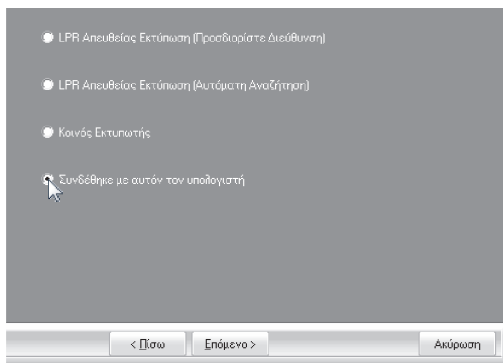 LPR Απευθείας Εκτύπωση (Προσδιορίστε Διεύθυνση)
LPR Απευθείας Εκτύπωση (Αυτόματη Αναζήτηση)
Κοινός Εκτυπωτής
Συνδέθηκε με αυτόν τον υπολογιστή
< Πίσω Επόμενο > Ακύρωση